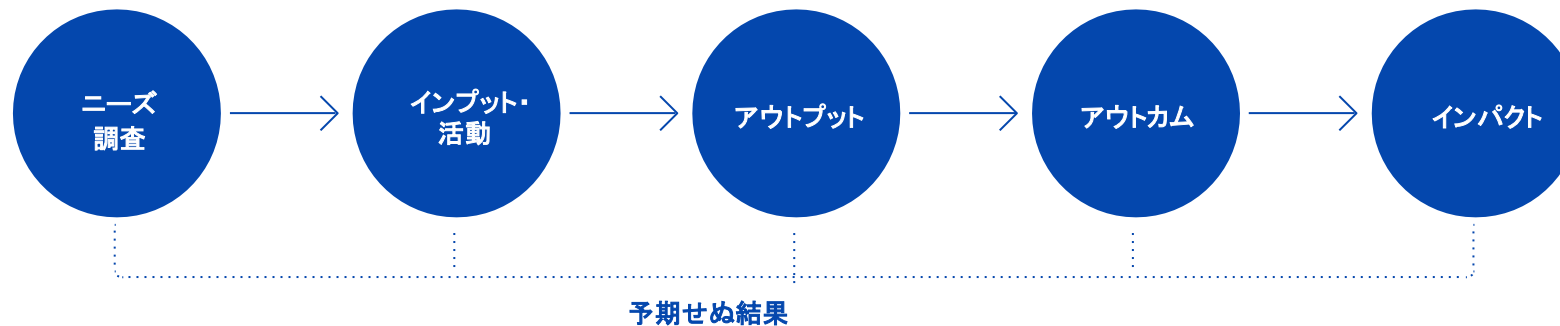 ニーズ
調査
インプット・
活動
アウトプット
アウトカム
インパクト
予期せぬ結果